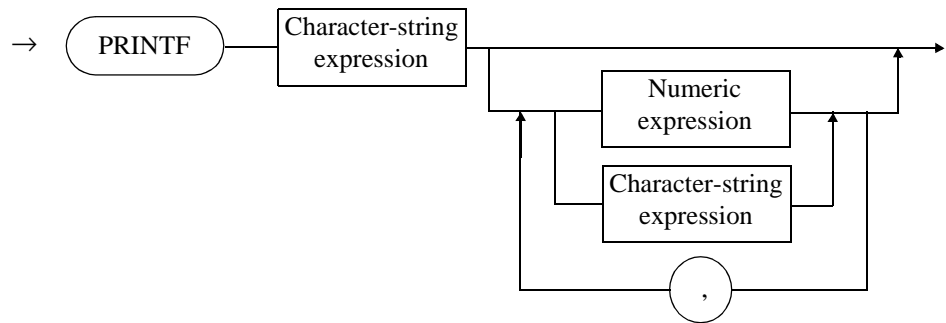 → PRINTF
Character-string
expression
Numeric
expression
Character-string
expression
,